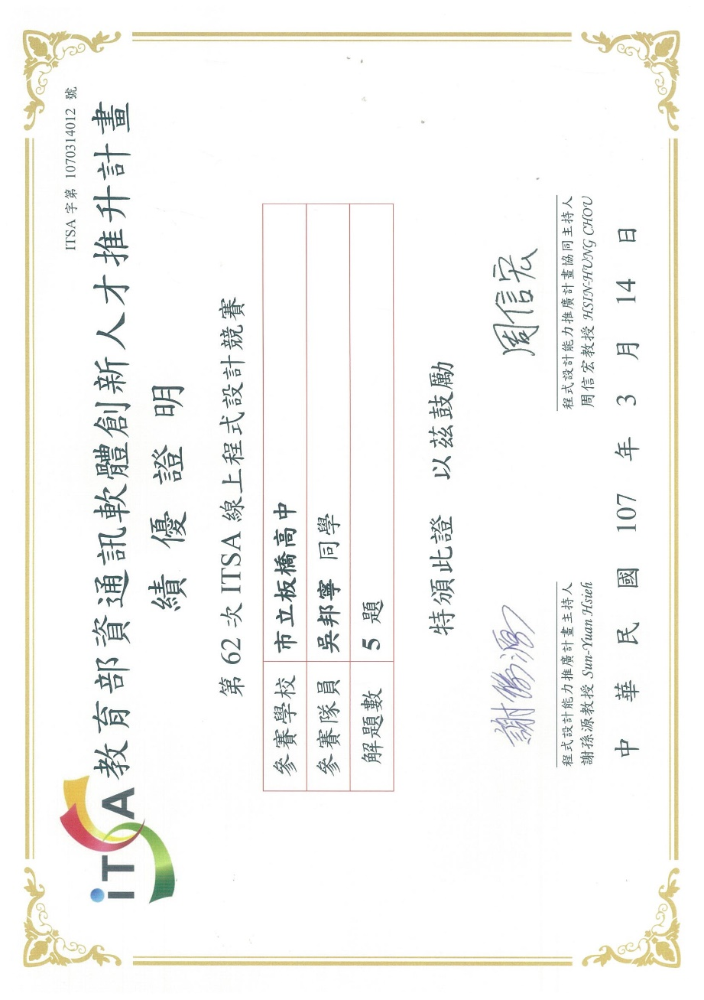 ITSA 字第 1070314012 號
iTSA
教育部資通訊軟體創新人才推升計畫
績優證明
第 62 次 ITSA 線上程式設計競賽
參賽學校 市立板橋高中
參賽隊員 吳邦寧 同學
解題數 5 題
特頒此證 以茲鼓勵
謝孫源 周信宏
程式設計能力推廣計畫主持人 程式設計能力推廣計畫協同主持人
謝孫源教授 Sun-Yuan Hsieh 周信宏教授 HSIN-HUNG CHOU
中華民國 107 年 3 月 14 日